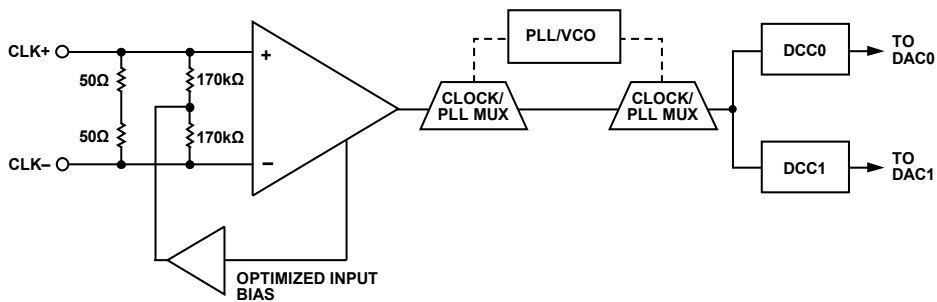 CLK+
50Ω
50Ω
CLK–
170kΩ
170kΩ
+
–
OPTIMIZED INPUT
BIAS
PLL/VCO
CLOCK/
PLL MUX
CLOCK/
PLL MUX
DCC0
TO
DAC0
DCC1
TO
DAC1